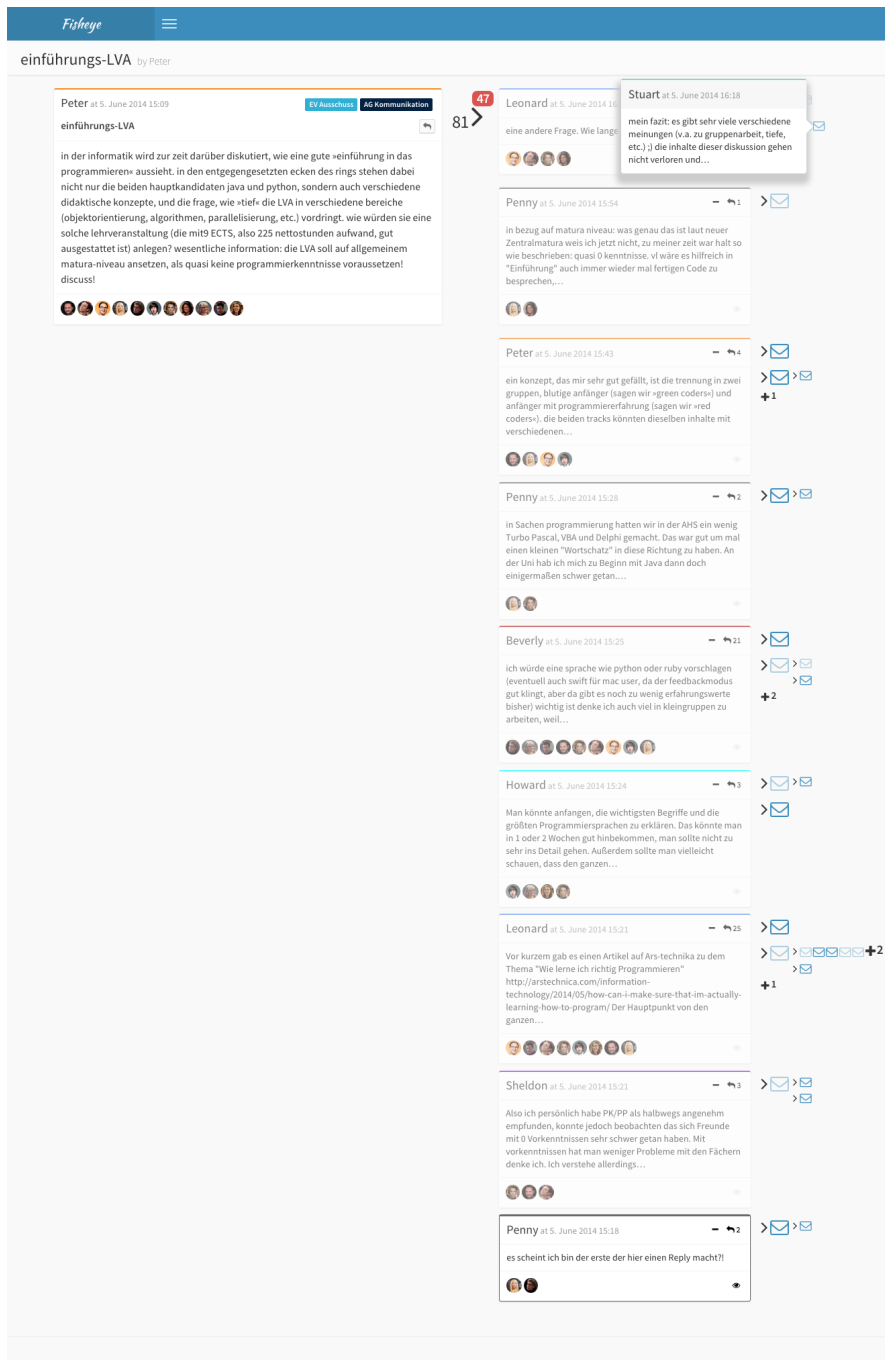 Fisheye
einführungs-LVA by Peter
Peter at 5. June 2014 15:09 EV Ausschuss AG Kommunikation
einführungs-LVA
in der informatik wird zur zeit darüber diskutiert, wie eine gute »einführung in das
programmieren« aussieht. in den entgegengesetzten ecken des rings stehen dabei
nicht nur die beiden hauptkandidaten java und python, sondern auch verschiedene
didaktische konzepte, und die frage, wie »tief« die LVA in verschiedene bereiche
(objektorientierung, algorithmen, parallelisierung, etc.) vordringt. wie würden sie eine
solche lehrveranstaltung (die mit9 ECTS, also 225 nettostunden aufwand, gut
ausgestattet ist) anlegen? wesentliche information: die LVA soll auf allgemeinem
matura-niveau ansetzen, als quasi keine programmierkenntnisse voraussetzen!
discuss!
47
81
Leonard at 5. June 2014 16
eine andere Frage. Wie lange
Stuart at 5. June 2014 16:18
mein fazit: es gibt sehr viele verschiedene
meinungen (v.a. zu gruppenarbeit, tiefe,
etc.) ;) die inhalte dieser diskussion gehen
nicht verloren und…
Penny at 5. June 2014 15:54 1
in bezug auf matura niveau: was genau das ist laut neuer
Zentralmatura weis ich jetzt nicht, zu meiner zeit war halt so
wie beschrieben: quasi 0 kenntnisse. vl wäre es hilfreich in
"Einführung" auch immer wieder mal fertigen Code zu
besprechen,…
Peter at 5. June 2014 15:43 4
ein konzept, das mir sehr gut gefällt, ist die trennung in zwei
gruppen, blutige anfänger (sagen wir »green coders«) und
anfänger mit programmiererfahrung (sagen wir »red
coders«). die beiden tracks könnten dieselben inhalte mit
verschiedenen…
+1
Penny at 5. June 2014 15:28 2
in Sachen programmierung hatten wir in der AHS ein wenig
Turbo Pascal, VBA und Delphi gemacht. Das war gut um mal
einen kleinen "Wortschatz" in diese Richtung zu haben. An
der Uni hab ich mich zu Beginn mit Java dann doch
einigermaßen schwer getan.…
Beverly at 5. June 2014 15:25 21
ich würde eine sprache wie python oder ruby vorschlagen
(eventuell auch swift für mac user, da der feedbackmodus
gut klingt, aber da gibt es noch zu wenig erfahrungswerte
bisher) wichtig ist denke ich auch viel in kleingruppen zu
arbeiten, weil…
+2
Howard at 5. June 2014 15:24 3
Man könnte anfangen, die wichtigsten Begriffe und die
größten Programmiersprachen zu erklären. Das könnte man
in 1 oder 2 Wochen gut hinbekommen, man sollte nicht zu
sehr ins Detail gehen. Außerdem sollte man vielleicht
schauen, dass den ganzen…
Leonard at 5. June 2014 15:21 25
Vor kurzem gab es einen Artikel auf Ars-technika zu dem
Thema "Wie lerne ich richtig Programmieren"
http://arstechnica.com/information-
technology/2014/05/how-can-i-make-sure-that-im-actually-
learning-how-to-program/ Der Hauptpunkt von den
ganzen…
+2
+1
Sheldon at 5. June 2014 15:21 3
Also ich persönlich habe PK/PP als halbwegs angenehm
empfunden, konnte jedoch beobachten das sich Freunde
mit 0 Vorkenntnissen sehr schwer getan haben. Mit
vorkenntnissen hat man weniger Probleme mit den Fächern
denke ich. Ich verstehe allerdings…
Penny at 5. June 2014 15:18 2
es scheint ich bin der erste der hier einen Reply macht?!